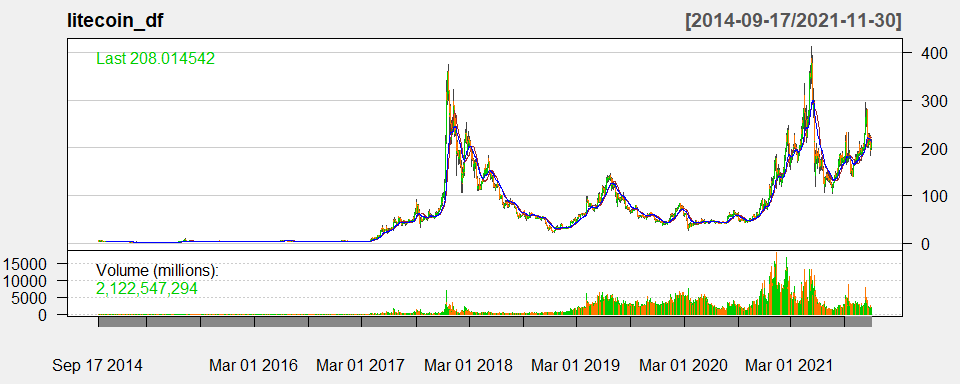 litecoin_df [2014-09-17/2021-11-30]
Last 208.014542
400
300
200
100
0
Volume (millions):
2,122,547,294
15000
10000
5000
0
Sep 17 2014 Mar 01 2016 Mar 01 2017 Mar 01 2018 Mar 01 2019 Mar 01 2020 Mar 01 2021